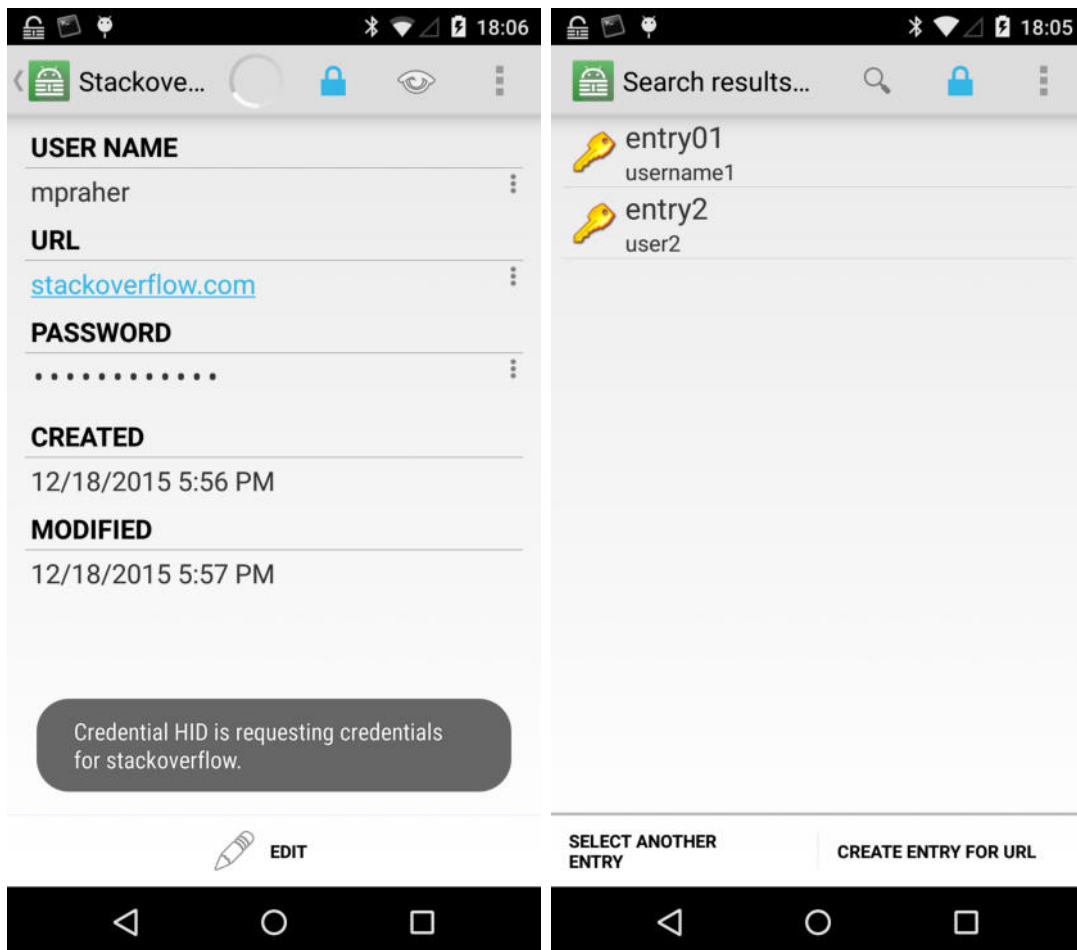 18:06
Stackove...
USER NAME
mpraher
URL
stackoverflow.com
PASSWORD
••••••••••••
CREATED
12/18/2015 5:56 PM
MODIFIED
12/18/2015 5:57 PM
Credential HID is requesting credentials
for stackoverflow.
EDIT
18:05
Search results...
entry01
username1
entry2
user2
SELECT ANOTHER
ENTRY
CREATE ENTRY FOR URL